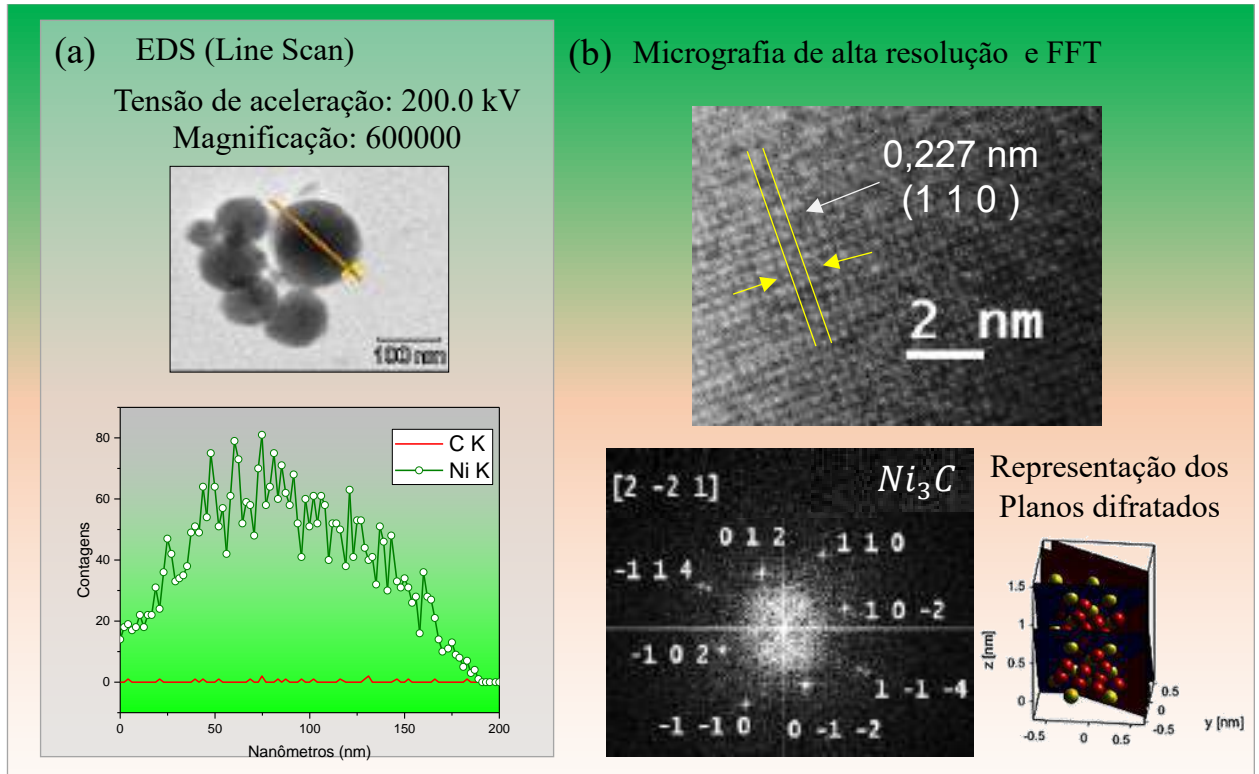 (a) EDS (Line Scan)
Tensão de aceleração: 200.0 kV
Magnificação: 600000
100 nm
80
60
40
20
0
Contagens
C K
Ni K
0 50 100 150 200
Nanômetros (nm)
(b) Micrografia de alta resolução e FFT
0,227 nm
(1 1 0 )
2 nm
[2 -2 1]
Ni₃C
0 1 2
1 1 0
-1 1 4
1 0 -2
-1 0 2
1 -1 -4
-1 -1 0
0 -1 -2
Representação dos
Planos difratados
1.5
1
0.5
0
z [nm]
-0.5 0 0.5
0.5
0
-0.5
y [nm]